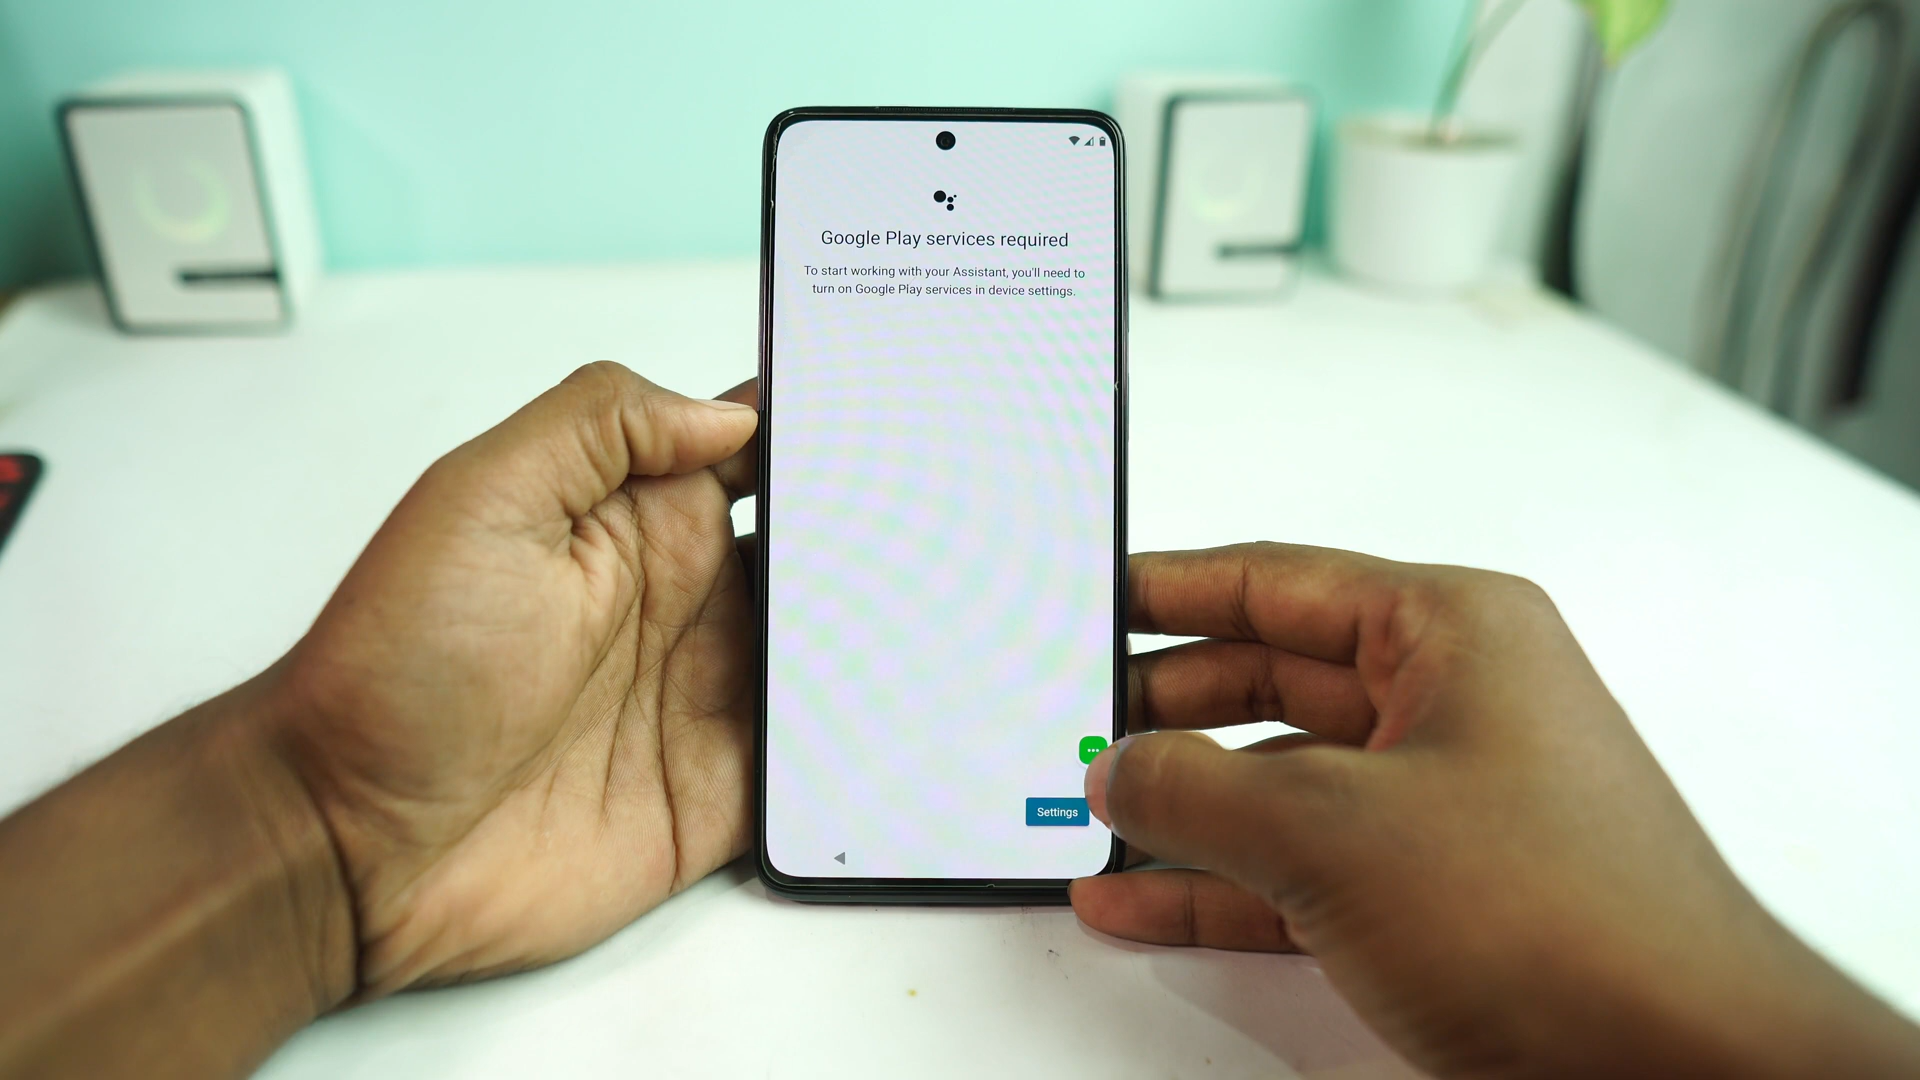 Google Play services required
To start working with your Assistant, you'll need to
turn on Google Play services in device settings.
Settings